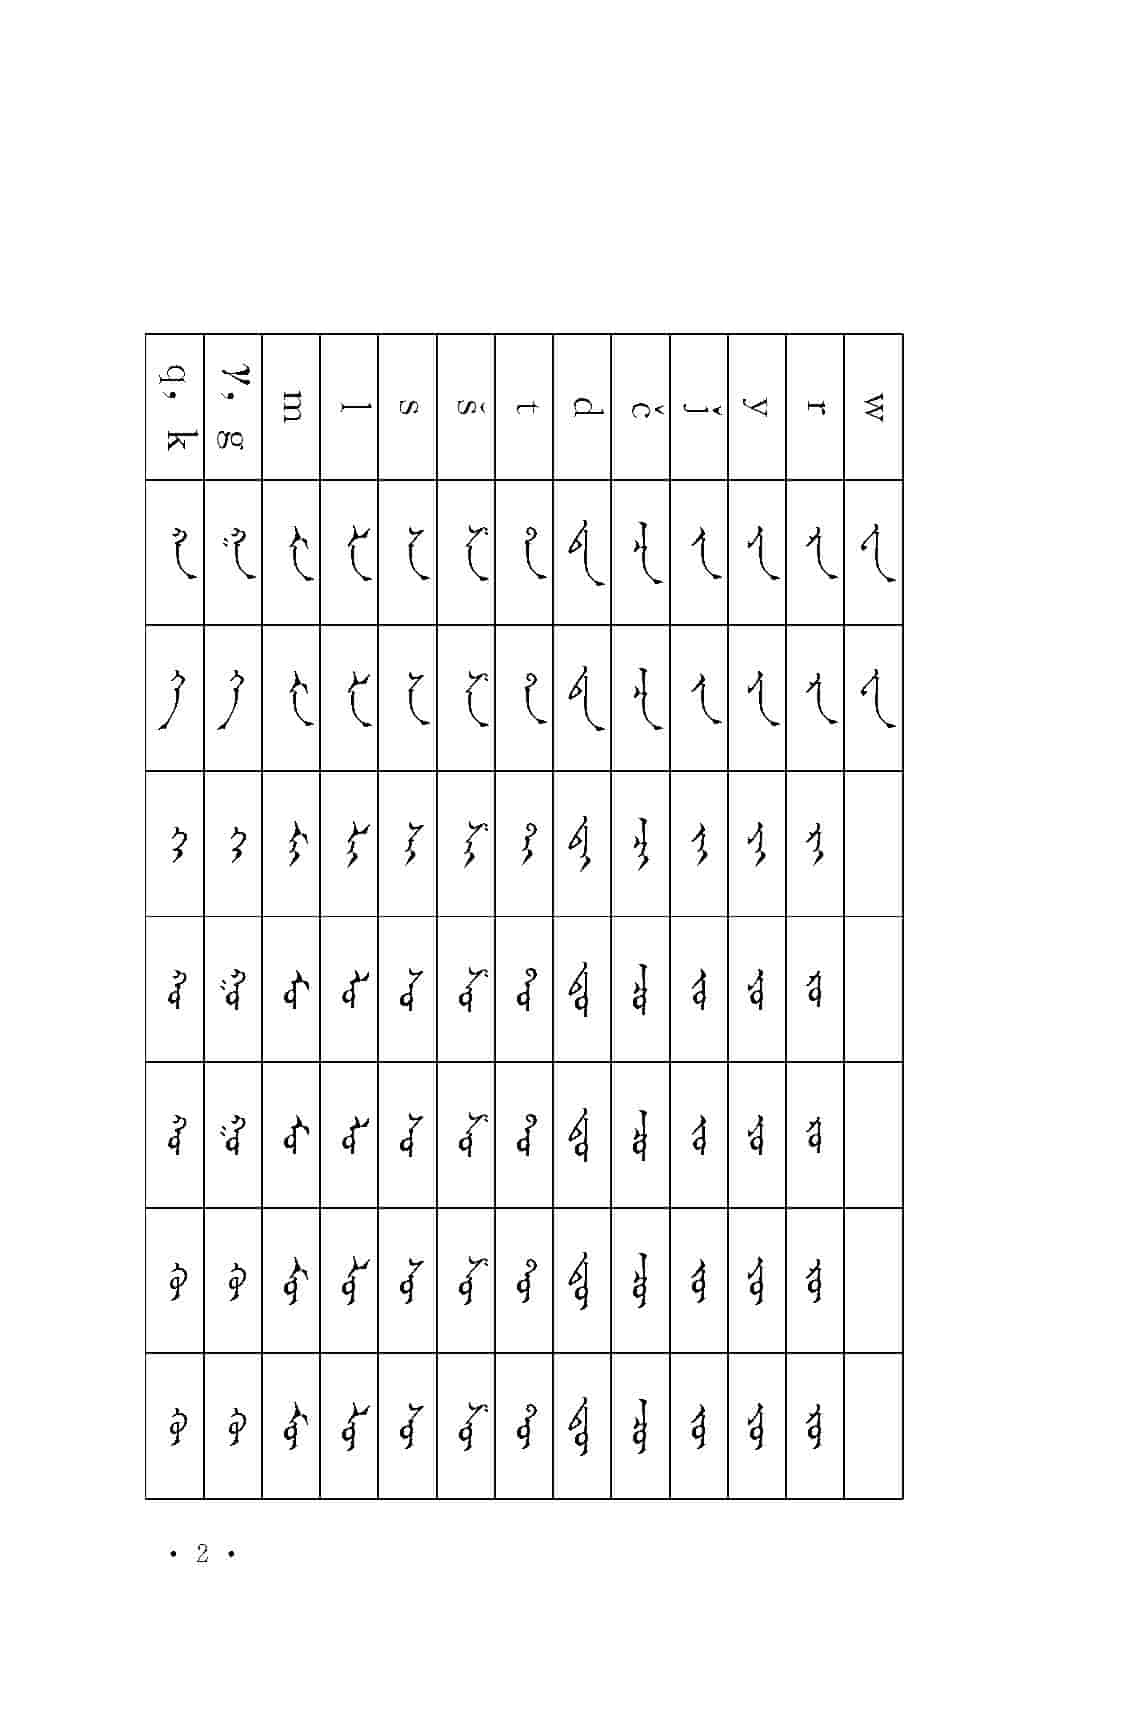 q, k ᠬᠠ ᠬᠡ ᠬᠢ ᠬᠣ ᠬᠤ ᠬᠥ ᠬᠦ
γ, g ᠭᠠ ᠭᠡ ᠭᠢ ᠭᠣ ᠭᠤ ᠭᠥ ᠭᠦ
m ᠮᠠ ᠮᠡ ᠮᠢ ᠮᠣ ᠮᠤ ᠮᠥ ᠮᠦ
l ᠯᠠ ᠯᠡ ᠯᠢ ᠯᠣ ᠯᠤ ᠯᠥ ᠯᠦ
s ᠰᠠ ᠰᠡ ᠰᠢ ᠰᠣ ᠰᠤ ᠰᠥ ᠰᠦ
š ᠱᠠ ᠱᠡ ᠱᠢ ᠱᠣ ᠱᠤ ᠱᠥ ᠱᠦ
t ᠲᠠ ᠲᠡ ᠲᠢ ᠲᠣ ᠲᠤ ᠲᠥ ᠲᠦ
d ᠳᠠ ᠳᠡ ᠳᠢ ᠳᠣ ᠳᠤ ᠳᠥ ᠳᠦ
č ᠴᠠ ᠴᠡ ᠴᠢ ᠴᠣ ᠴᠤ ᠴᠥ ᠴᠦ
ǰ ᠵᠠ ᠵᠡ ᠵᠢ ᠵᠣ ᠵᠤ ᠵᠥ ᠵᠦ
y ᠶᠠ ᠶᠡ ᠶᠢ ᠶᠣ ᠶᠤ ᠶᠥ ᠶᠦ
r ᠷᠠ ᠷᠡ ᠷᠢ ᠷᠣ ᠷᠤ ᠷᠥ ᠷᠦ
w ᠸᠠ ᠸᠡ
· 2 ·